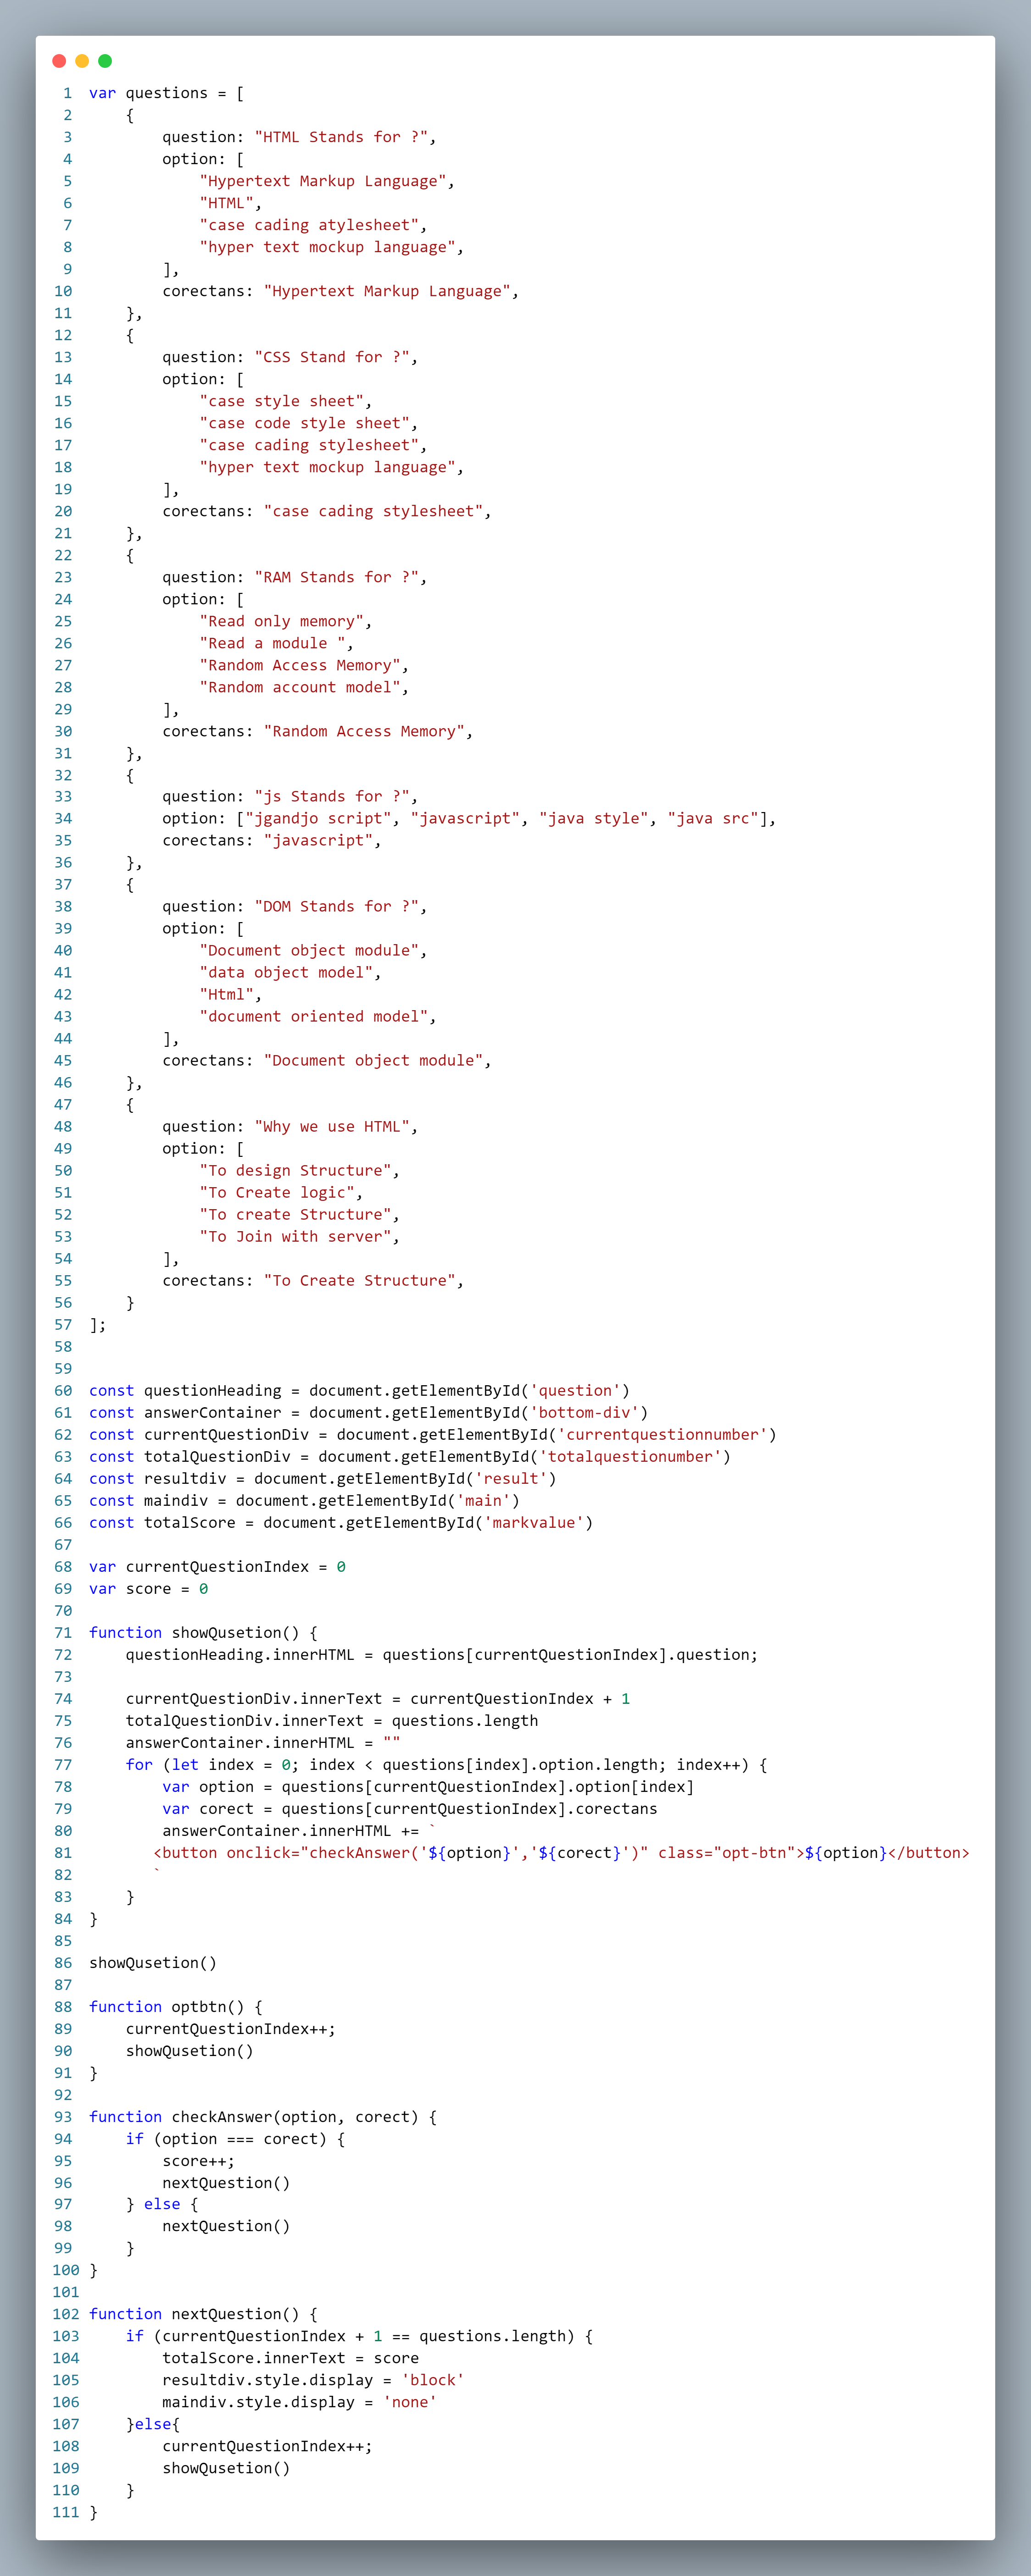 1 var questions = [
2     {
3         question: "HTML Stands for ?",
4         option: [
5             "Hypertext Markup Language",
6             "HTML",
7             "case cading atylesheet",
8             "hyper text mockup language",
9         ],
10         corectans: "Hypertext Markup Language",
11     },
12     {
13         question: "CSS Stand for ?",
14         option: [
15             "case style sheet",
16             "case code style sheet",
17             "case cading stylesheet",
18             "hyper text mockup language",
19         ],
20         corectans: "case cading stylesheet",
21     },
22     {
23         question: "RAM Stands for ?",
24         option: [
25             "Read only memory",
26             "Read a module ",
27             "Random Access Memory",
28             "Random account model",
29         ],
30         corectans: "Random Access Memory",
31     },
32     {
33         question: "js Stands for ?",
34         option: ["jgandjo script", "javascript", "java style", "java src"],
35         corectans: "javascript",
36     },
37     {
38         question: "DOM Stands for ?",
39         option: [
40             "Document object module",
41             "data object model",
42             "Html",
43             "document oriented model",
44         ],
45         corectans: "Document object module",
46     },
47     {
48         question: "Why we use HTML",
49         option: [
50             "To design Structure",
51             "To Create logic",
52             "To create Structure",
53             "To Join with server",
54         ],
55         corectans: "To Create Structure",
56     }
57 ];
58
59
60 const questionHeading = document.getElementById('question')
61 const answerContainer = document.getElementById('bottom-div')
62 const currentQuestionDiv = document.getElementById('currentquestionnumber')
63 const totalQuestionDiv = document.getElementById('totalquestionumber')
64 const resultdiv = document.getElementById('result')
65 const maindiv = document.getElementById('main')
66 const totalScore = document.getElementById('markvalue')
67
68 var currentQuestionIndex = 0
69 var score = 0
70
71 function showQusetion() {
72     questionHeading.innerHTML = questions[currentQuestionIndex].question;
73
74     currentQuestionDiv.innerText = currentQuestionIndex + 1
75     totalQuestionDiv.innerText = questions.length
76     answerContainer.innerHTML = ""
77     for (let index = 0; index < questions[index].option.length; index++) {
78         var option = questions[currentQuestionIndex].option[index]
79         var corect = questions[currentQuestionIndex].corectans
80         answerContainer.innerHTML += `
81        <button onclick="checkAnswer('${option}','${corect}')" class="opt-btn">${option}</button>
82        `
83     }
84 }
85
86 showQusetion()
87
88 function optbtn() {
89     currentQuestionIndex++;
90     showQusetion()
91 }
92
93 function checkAnswer(option, corect) {
94     if (option === corect) {
95         score++;
96         nextQuestion()
97     } else {
98         nextQuestion()
99     }
100 }
101
102 function nextQuestion() {
103     if (currentQuestionIndex + 1 == questions.length) {
104         totalScore.innerText = score
105         resultdiv.style.display = 'block'
106         maindiv.style.display = 'none'
107     }else{
108         currentQuestionIndex++;
109         showQusetion()
110     }
111 }